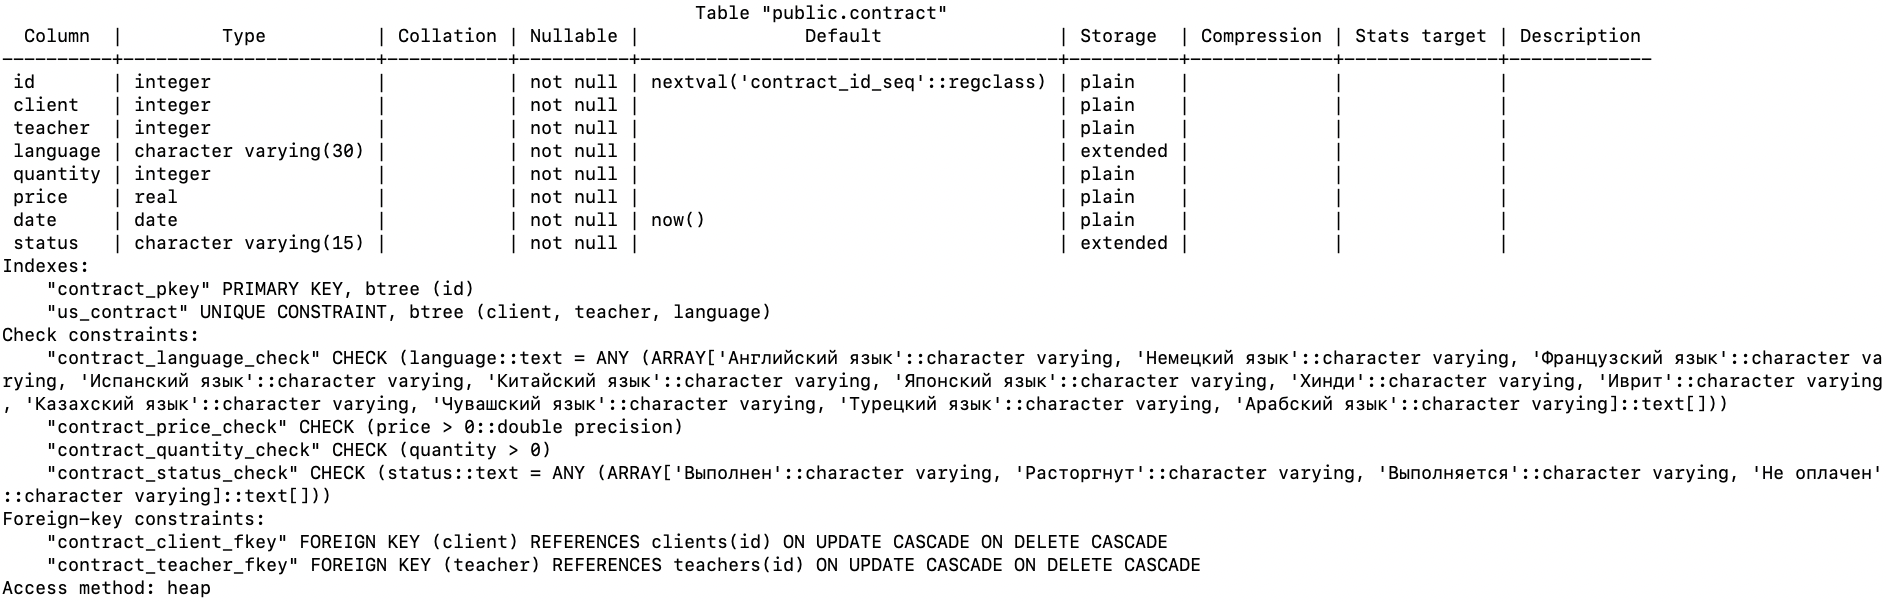 Table "public.contract"
Column | Type | Collation | Nullable | Default | Storage | Compression | Stats target | Description
----------+-----------------------+-----------+----------+--------------------------------------+----------+-------------+--------------+-------------
id | integer | | not null | nextval('contract_id_seq'::regclass) | plain | | |
client | integer | | not null | | plain | | |
teacher | integer | | not null | | plain | | |
language | character varying(30) | | not null | | extended | | |
quantity | integer | | not null | | plain | | |
price | real | | not null | | plain | | |
date | date | | not null | now() | plain | | |
status | character varying(15) | | not null | | extended | | |
Indexes:
"contract_pkey" PRIMARY KEY, btree (id)
"us_contract" UNIQUE CONSTRAINT, btree (client, teacher, language)
Check constraints:
"contract_language_check" CHECK (language::text = ANY (ARRAY['Английский язык'::character varying, 'Немецкий язык'::character varying, 'Французский язык'::character va
rying, 'Испанский язык'::character varying, 'Китайский язык'::character varying, 'Японский язык'::character varying, 'Хинди'::character varying, 'Иврит'::character varying
, 'Казахский язык'::character varying, 'Чувашский язык'::character varying, 'Турецкий язык'::character varying, 'Арабский язык'::character varying]::text[]))
"contract_price_check" CHECK (price > 0::double precision)
"contract_quantity_check" CHECK (quantity > 0)
"contract_status_check" CHECK (status::text = ANY (ARRAY['Выполнен'::character varying, 'Расторгнут'::character varying, 'Выполняется'::character varying, 'Не оплачен'
::character varying]::text[]))
Foreign-key constraints:
"contract_client_fkey" FOREIGN KEY (client) REFERENCES clients(id) ON UPDATE CASCADE ON DELETE CASCADE
"contract_teacher_fkey" FOREIGN KEY (teacher) REFERENCES teachers(id) ON UPDATE CASCADE ON DELETE CASCADE
Access method: heap